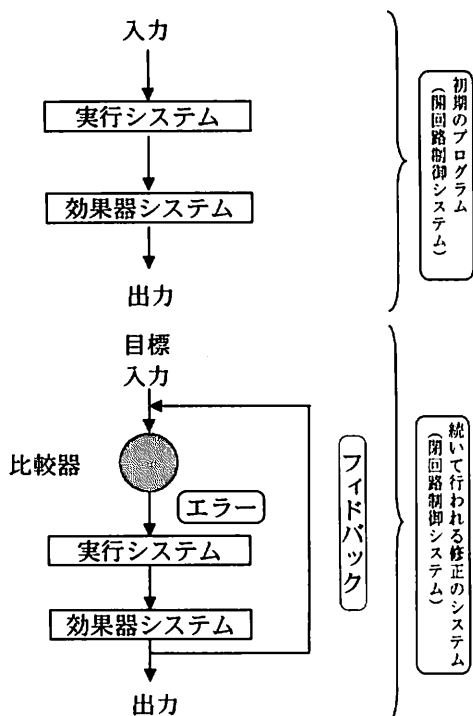 入力
実行システム
効果器システム
出力
初期のプログラム
(開回路制御システム)
目標
入力
比較器
エラー
実行システム
効果器システム
出力
フィドバック
続いて行われる修正のシステム
(閉回路制御システム)